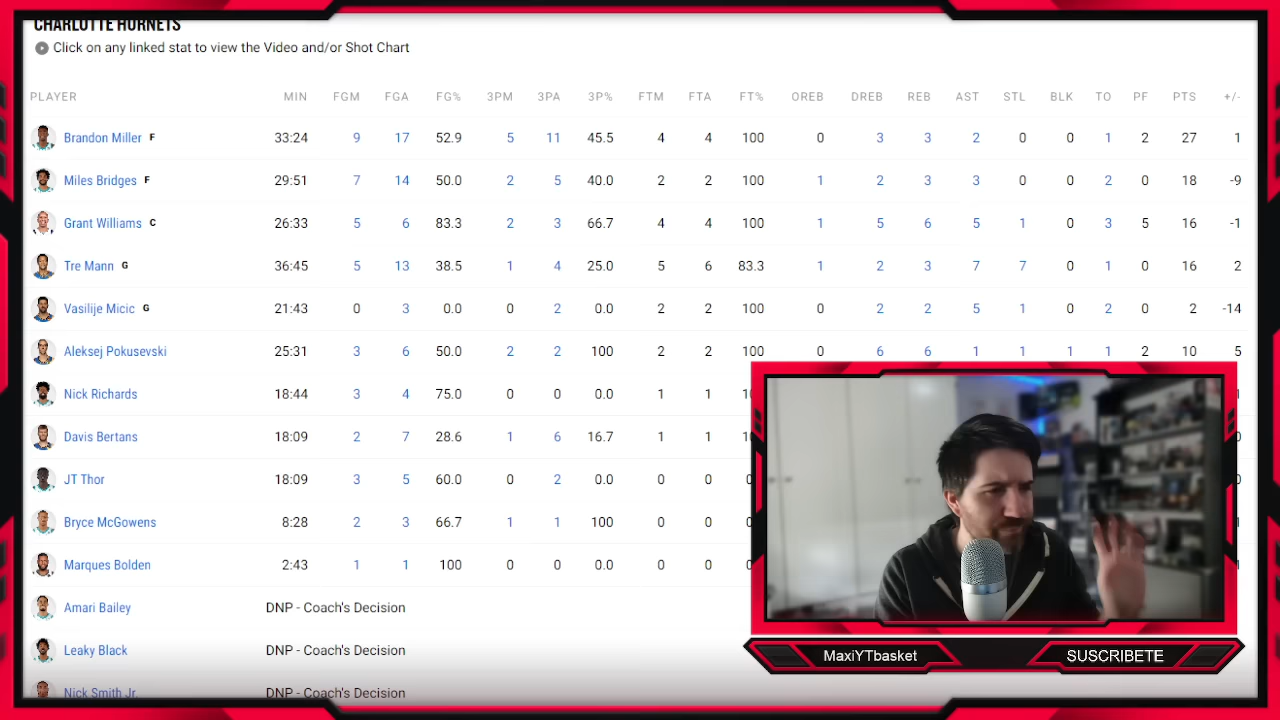 CHARLOTTE HORNETS
Click on any linked stat to view the Video and/or Shot Chart
PLAYER MIN FGM FGA FG% 3PM 3PA 3P% FTM FTA FT% OREB DREB REB AST STL BLK TO PF PTS +/-
Brandon Miller F 33:24 9 17 52.9 5 11 45.5 4 4 100 0 3 3 2 0 0 1 2 27 1
Miles Bridges F 29:51 7 14 50.0 2 5 40.0 2 2 100 1 2 3 3 0 0 2 0 18 -9
Grant Williams C 26:33 5 6 83.3 2 3 66.7 4 4 100 1 5 6 5 1 0 3 5 16 -1
Tre Mann G 36:45 5 13 38.5 1 4 25.0 5 6 83.3 1 2 3 7 7 0 1 0 16 2
Vasilije Micic G 21:43 0 3 0.0 0 2 0.0 2 2 100 0 2 2 5 1 0 2 0 2 -14
Aleksej Pokusevski 25:31 3 6 50.0 2 2 100 2 2 100 0 6 6 1 1 1 1 2 10 5
Nick Richards 18:44 3 4 75.0 0 0 0.0 1 1
Davis Bertans 18:09 2 7 28.6 1 6 16.7 1 1
JT Thor 18:09 3 5 60.0 0 2 0.0 0 0
Bryce McGowens 8:28 2 3 66.7 1 1 100 0 0
Marques Bolden 2:43 1 1 100 0 0 0.0 0 0
Amari Bailey DNP - Coach's Decision
Leaky Black DNP - Coach's Decision
Nick Smith Jr. DNP - Coach's Decision
MaxiYTbasket
SUSCRIBETE